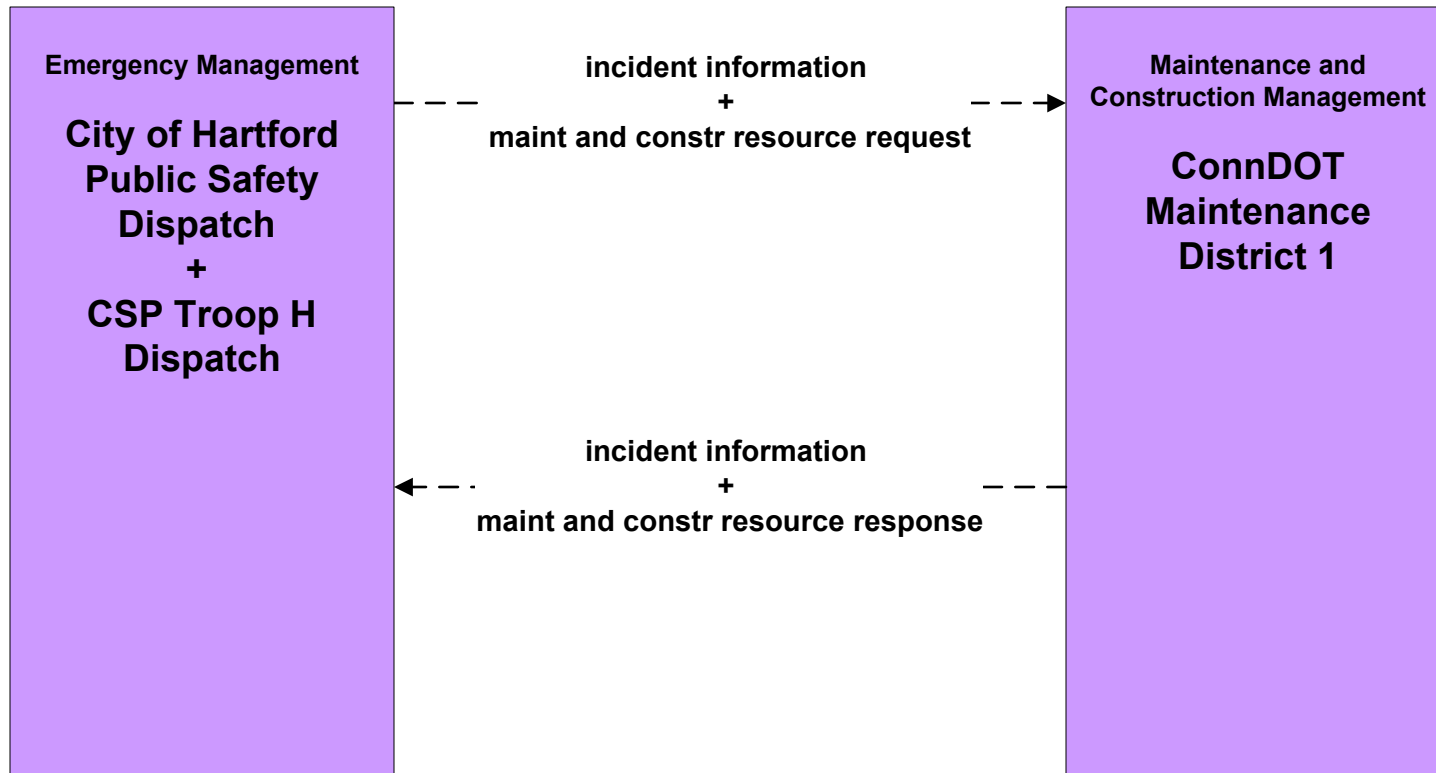 Emergency Management
City of Hartford
Public Safety
Dispatch
+
CSP Troop H
Dispatch
incident information
+
maint and constr resource request
Maintenance and
Construction Management
ConnDOT
Maintenance
District 1
incident information
+
maint and constr resource response